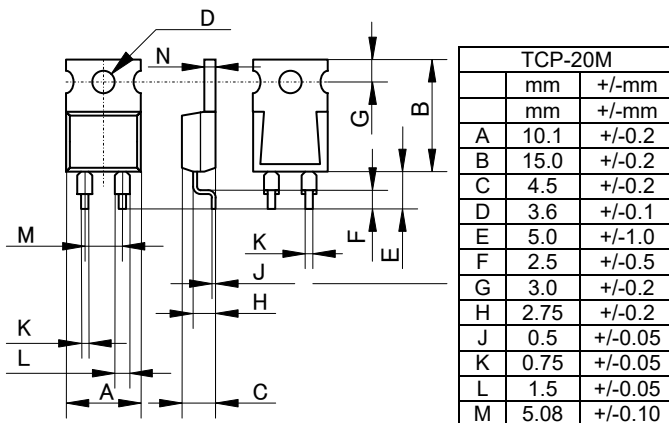 D
N
G
B
M
K
F
E
J
H
K
L
A
C
TCP-20M
mm +/-mm
mm +/-mm
A 10.1 +/-0.2
B 15.0 +/-0.2
C 4.5 +/-0.2
D 3.6 +/-0.1
E 5.0 +/-1.0
F 2.5 +/-0.5
G 3.0 +/-0.2
H 2.75 +/-0.2
J 0.5 +/-0.05
K 0.75 +/-0.05
L 1.5 +/-0.05
M 5.08 +/-0.10